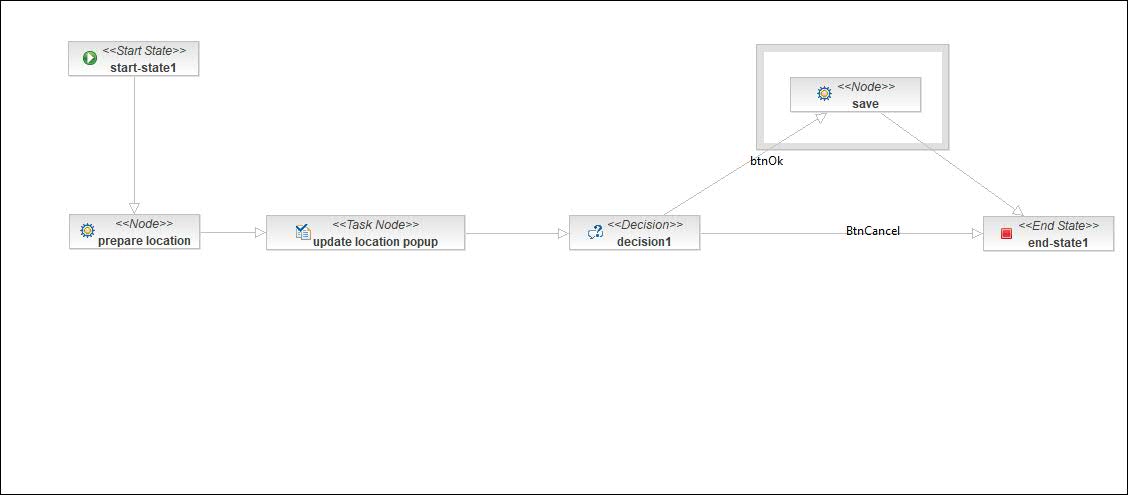 <<Start State>>
start-state1
<<Node>>
save
btnOk
<<Node>>
prepare location
<<Task Node>>
update location popup
<<Decision>>
decision1
BtnCancel
<<End State>>
end-state1